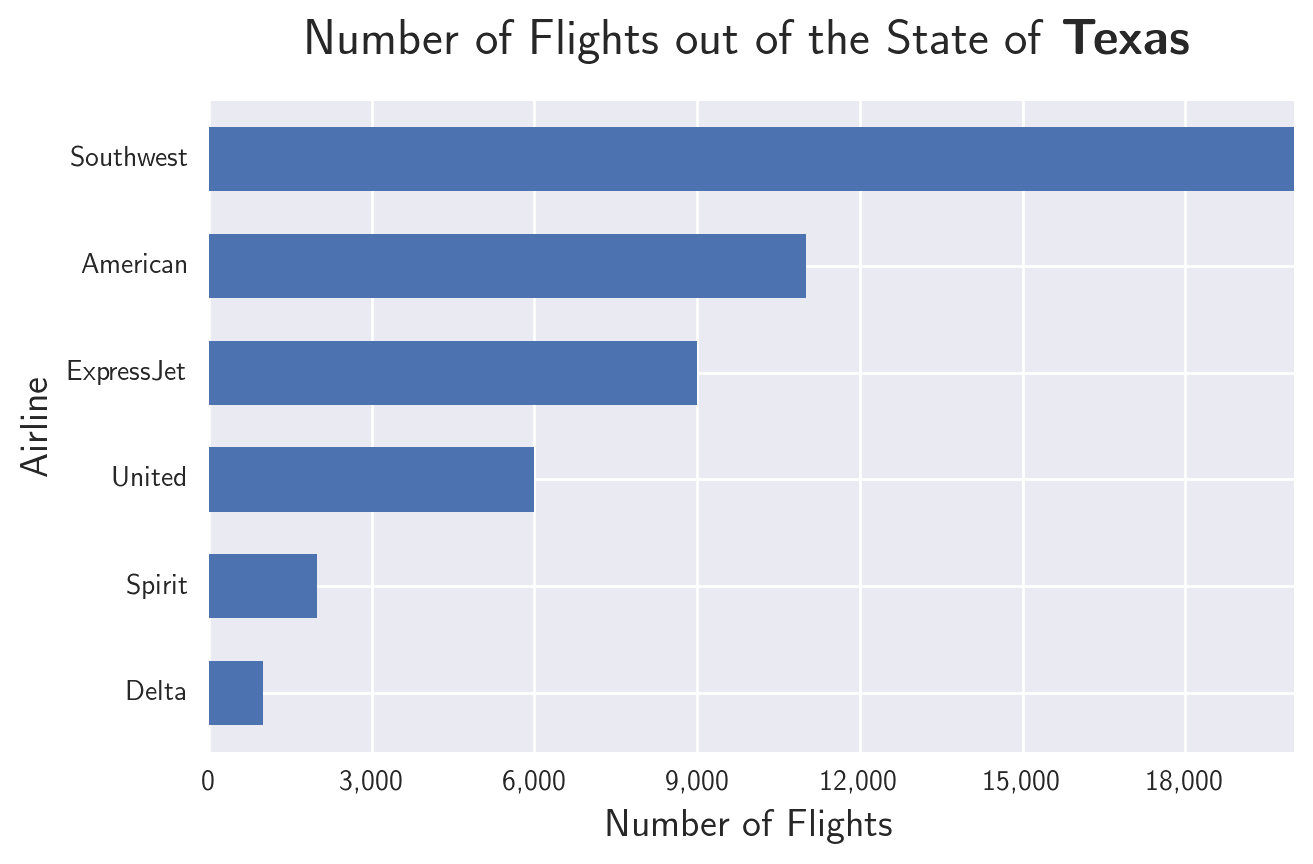 Number of Flights out of the State of Texas
Southwest
American
ExpressJet
United
Spirit
Delta
Airline
0 3,000 6,000 9,000 12,000 15,000 18,000
Number of Flights